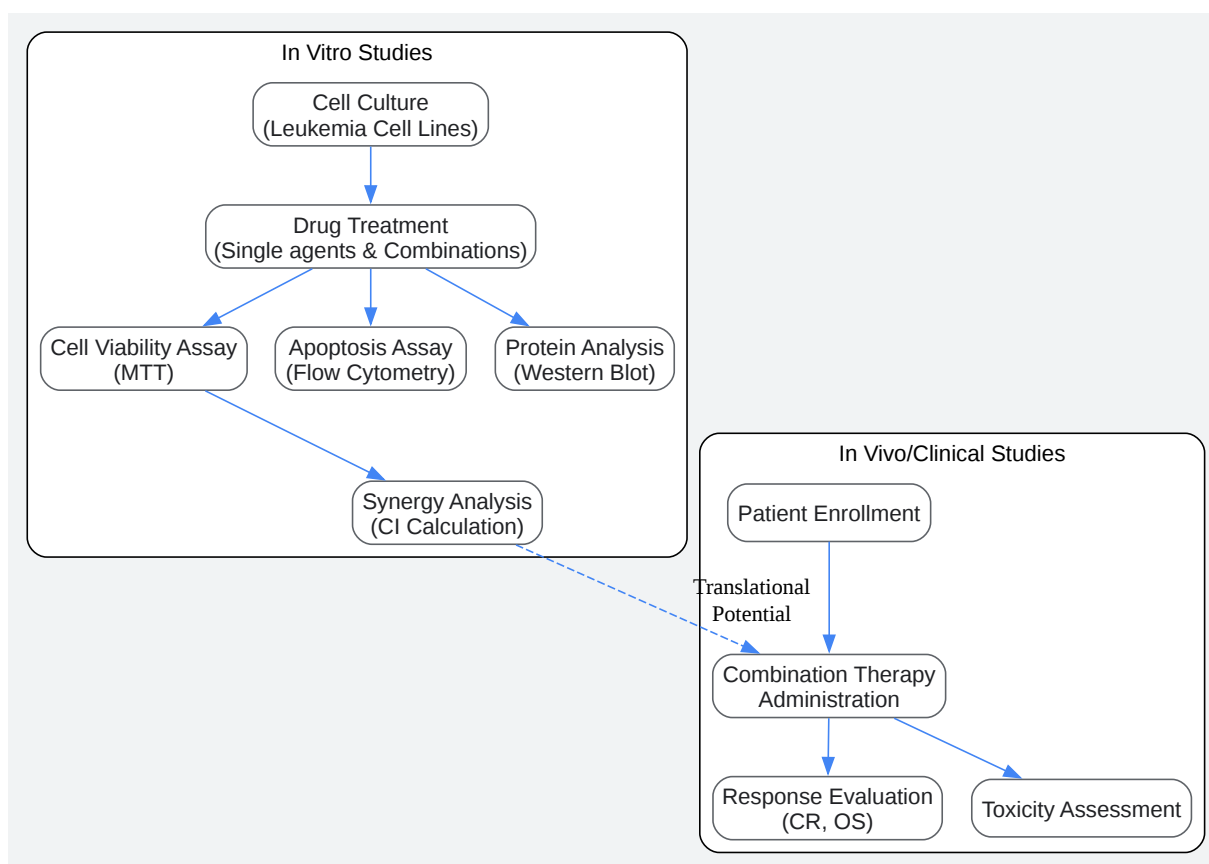 In Vitro Studies
Cell Culture
(Leukemia Cell Lines)
Drug Treatment
(Single agents & Combinations)
Cell Viability Assay
(MTT)
Apoptosis Assay
(Flow Cytometry)
Protein Analysis
(Western Blot)
Synergy Analysis
(CI Calculation)
In Vivo/Clinical Studies
Patient Enrollment
Translational
Potential
Combination Therapy
Administration
Response Evaluation
(CR, OS)
Toxicity Assessment